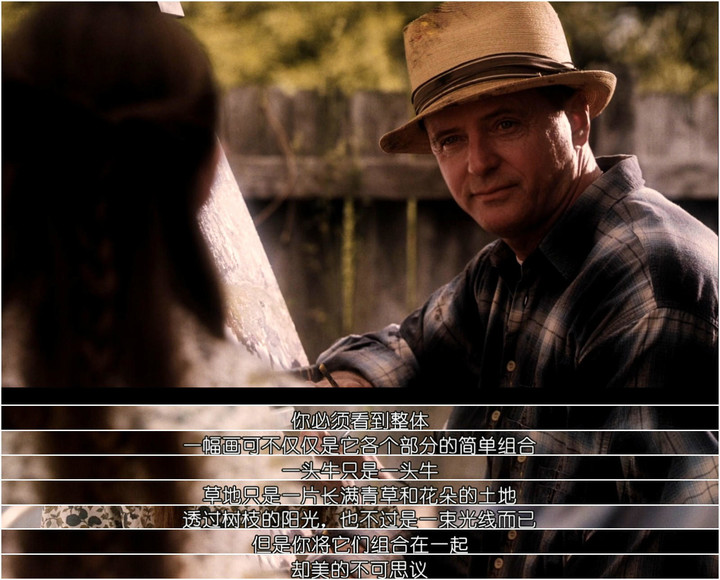 你必须看到整体
一幅画可不仅仅是它各个部分的简单组合
一头牛只是一头牛
草地只是一片长满青草和花朵的土地
透过树枝的阳光，也不过是一束光线而已
但是你将它们组合在一起
却美的不可思议